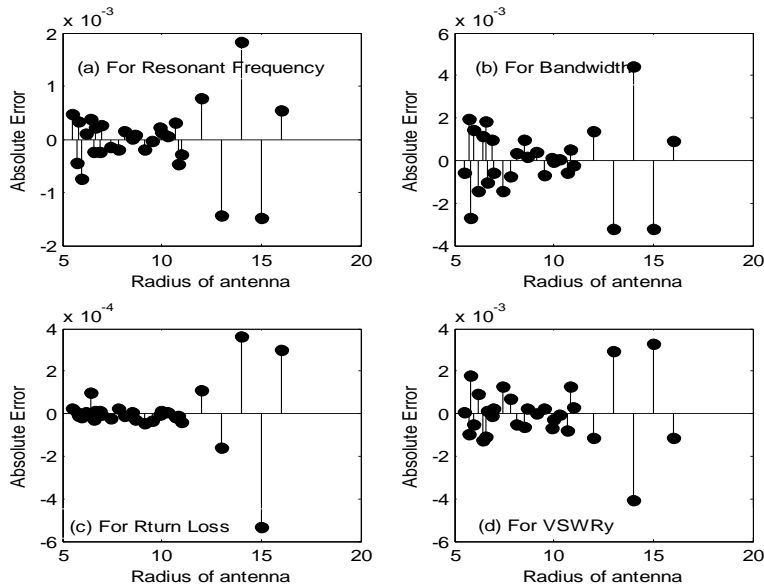 x 10^-3
2
1
0
-1
-2
5
10
15
20
Absolute Error
Radius of antenna
(a) For Resonant Frequency
x 10^-3
6
4
2
0
-2
-4
5
10
15
20
Absolute Error
Radius of antenna
(b) For Bandwidth
x 10^-4
4
2
0
-2
-4
-6
5
10
15
20
Absolute Error
Radius of antenna
(c) For Rturn Loss
x 10^-3
4
2
0
-2
-4
-6
5
10
15
20
Absolute Error
Radius of antenna
(d) For VSWRy